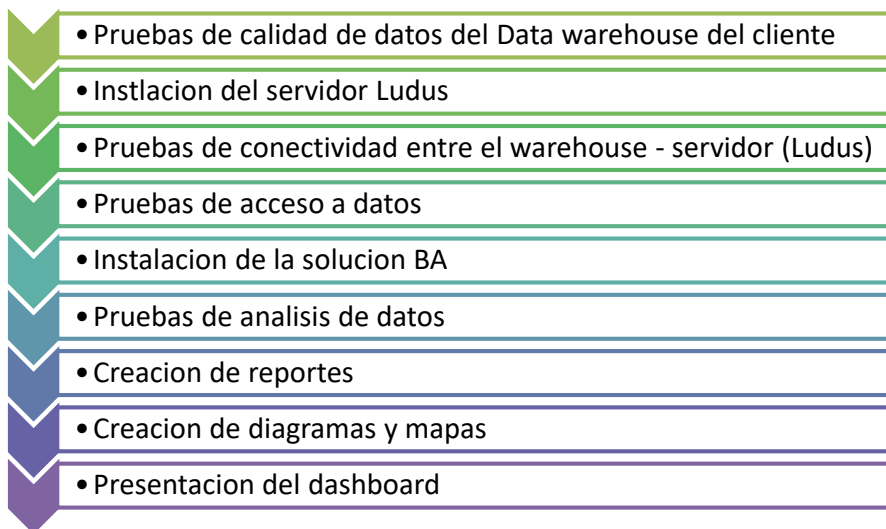 • Pruebas de calidad de datos del Data warehouse del cliente
• Instlacion del servidor Ludus
• Pruebas de conectividad entre el warehouse - servidor (Ludus)
• Pruebas de acceso a datos
• Instalacion de la solucion BA
• Pruebas de analisis de datos
• Creacion de reportes
• Creacion de diagramas y mapas
• Presentacion del dashboard